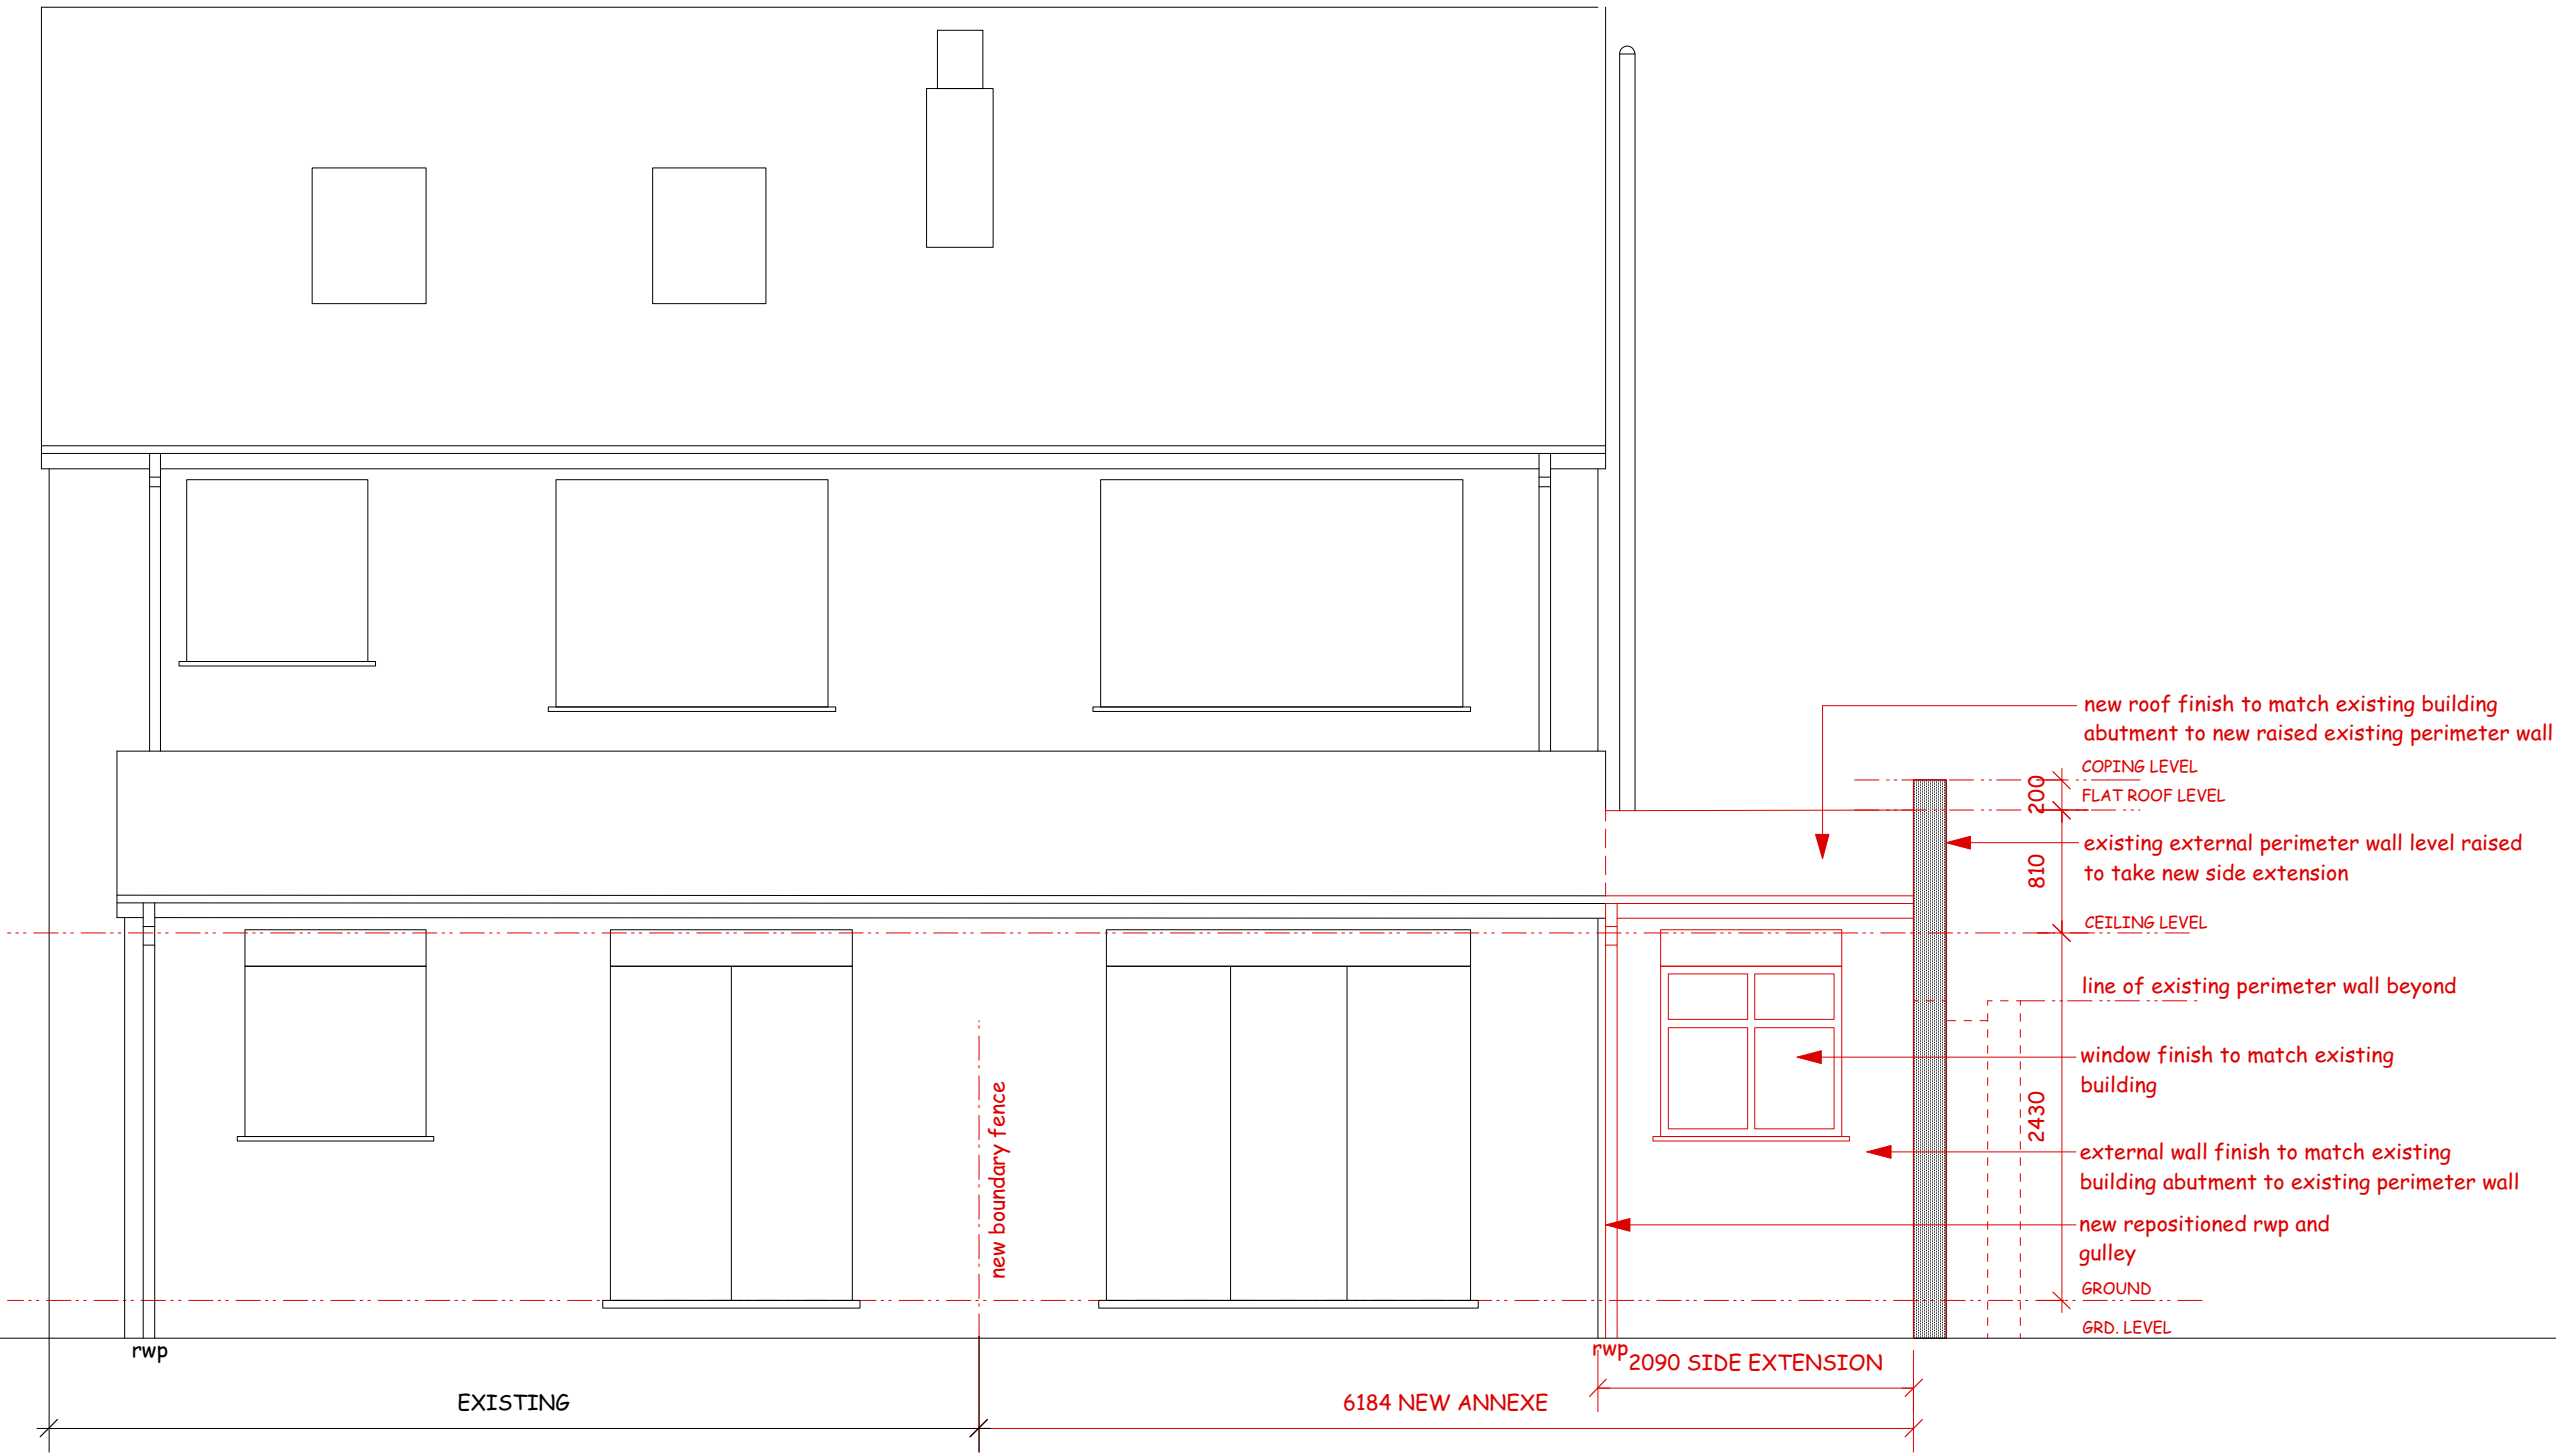 new roof finish to match existing building
abutment to new raised existing perimeter wall
COPING LEVEL
200
FLAT ROOF LEVEL
existing external perimeter wall level raised
to take new side extension
810
CEILING LEVEL
line of existing perimeter wall beyond
window finish to match existing
building
2430
new boundary fence
external wall finish to match existing
building abutment to existing perimeter wall
new repositioned rwp and
gulley
GROUND
GRD. LEVEL
rwp
rwp
2090 SIDE EXTENSION
EXISTING
6184 NEW ANNEXE